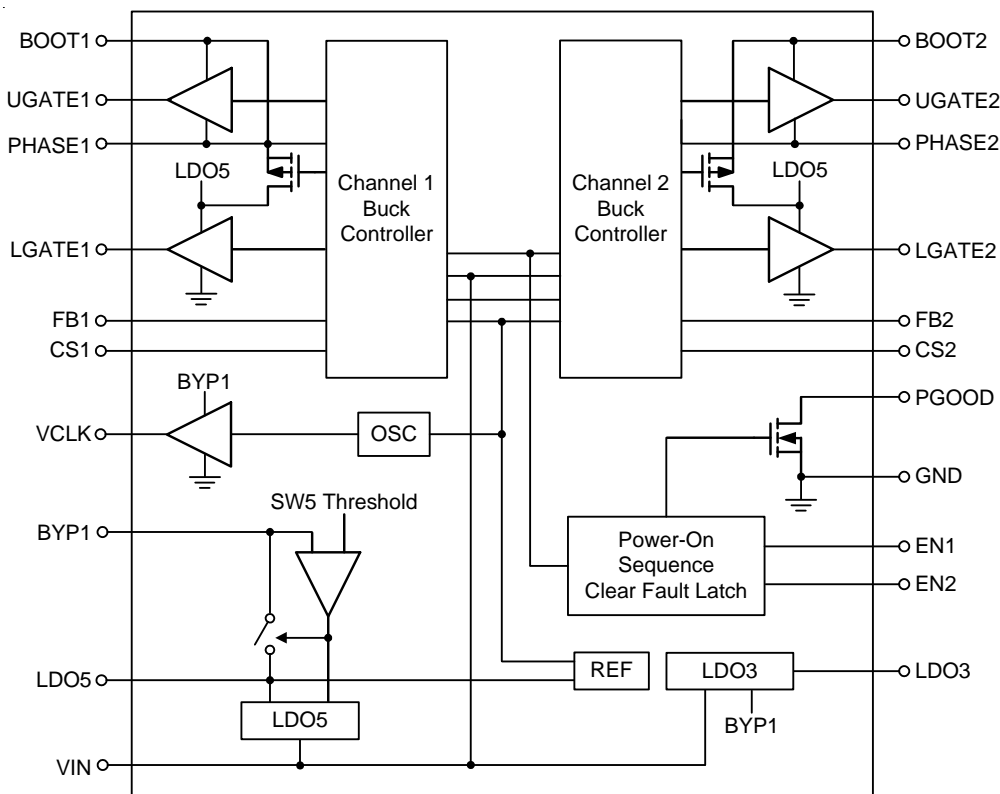 BOOT1
BOOT2
UGATE1
UGATE2
PHASE1
PHASE2
LDO5
LDO5
Channel 1
Buck
Controller
Channel 2
Buck
Controller
LGATE1
LGATE2
FB1
FB2
CS1
CS2
BYP1
PGOOD
VCLK
OSC
GND
SW5 Threshold
BYP1
Power-On
Sequence
Clear Fault Latch
EN1
EN2
LDO5
REF
LDO3
LDO3
LDO5
BYP1
VIN